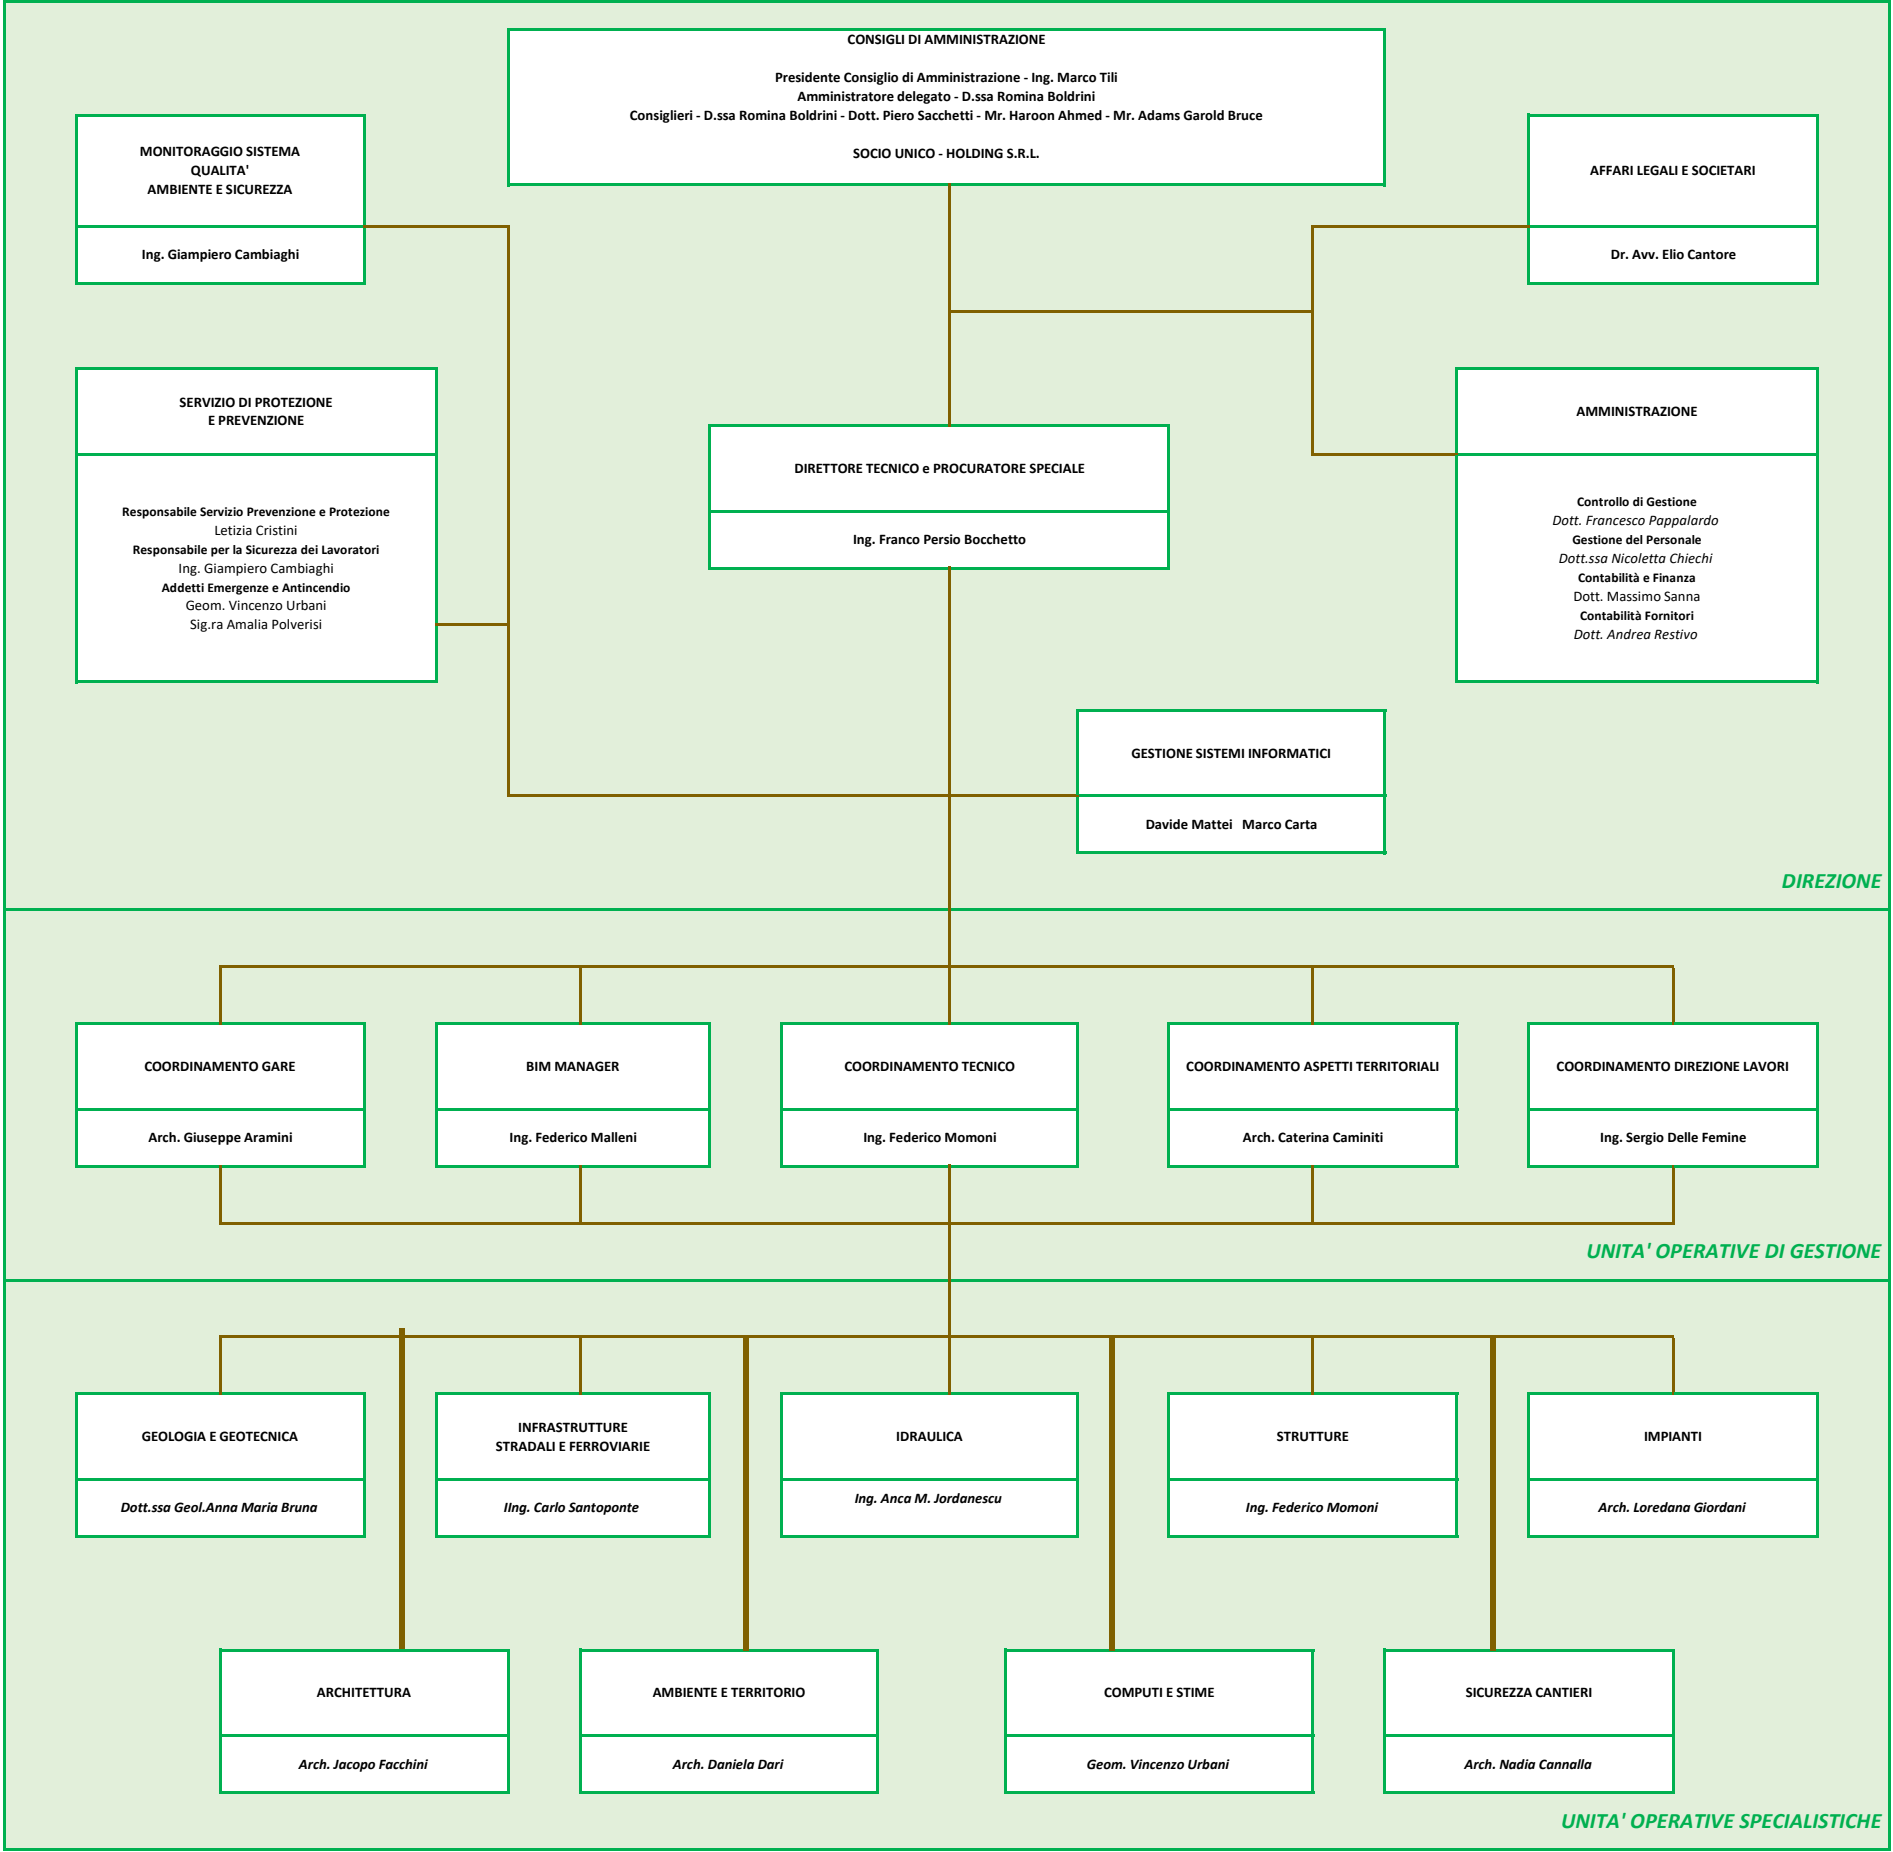 CONSIGLI DI AMMINISTRAZIONE
Presidente Consiglio di Amministrazione - Ing. Marco Tili
Amministratore delegato - D.ssa Romina Boldrini
Consiglieri - D.ssa Romina Boldrini - Dott. Piero Sacchetti - Mr. Haroon Ahmed - Mr. Adams Garold Bruce
SOCIO UNICO - HOLDING S.R.L.
MONITORAGGIO SISTEMA
QUALITA'
AMBIENTE E SICUREZZA
Ing. Giampiero Cambiaghi
AFFARI LEGALI E SOCIETARI
Dr. Avv. Elio Cantore
SERVIZIO DI PROTEZIONE
E PREVENZIONE
Responsabile Servizio Prevenzione e Protezione
Letizia Cristini
Responsabile per la Sicurezza dei Lavoratori
Ing. Giampiero Cambiaghi
Addetti Emergenze e Antincendio
Geom. Vincenzo Urbani
Sig.ra Amalia Polverisi
DIRETTORE TECNICO e PROCURATORE SPECIALE
Ing. Franco Persio Bocchetto
AMMINISTRAZIONE
Controllo di Gestione
Dott. Francesco Pappalardo
Gestione del Personale
Dott.ssa Nicoletta Chiechi
Contabilità e Finanza
Dott. Massimo Sanna
Contabilità Fornitori
Dott. Andrea Restivo
GESTIONE SISTEMI INFORMATICI
Davide Mattei Marco Carta
DIREZIONE
COORDINAMENTO GARE
Arch. Giuseppe Aramini
BIM MANAGER
Ing. Federico Malleni
COORDINAMENTO TECNICO
Ing. Federico Momoni
COORDINAMENTO ASPETTI TERRITORIALI
Arch. Caterina Caminiti
COORDINAMENTO DIREZIONE LAVORI
Ing. Sergio Delle Femine
UNITA' OPERATIVE DI GESTIONE
GEOLOGIA E GEOTECNICA
Dott.ssa Geol.Anna Maria Bruna
INFRASTRUTTURE
STRADALI E FERROVIARIE
IIng. Carlo Santoponte
IDRAULICA
Ing. Anca M. Jordanescu
STRUTTURE
Ing. Federico Momoni
IMPIANTI
Arch. Loredana Giordani
ARCHITETTURA
Arch. Jacopo Facchini
AMBIENTE E TERRITORIO
Arch. Daniela Dari
COMPUTI E STIME
Geom. Vincenzo Urbani
SICUREZZA CANTIERI
Arch. Nadia Cannalla
UNITA' OPERATIVE SPECIALISTICHE